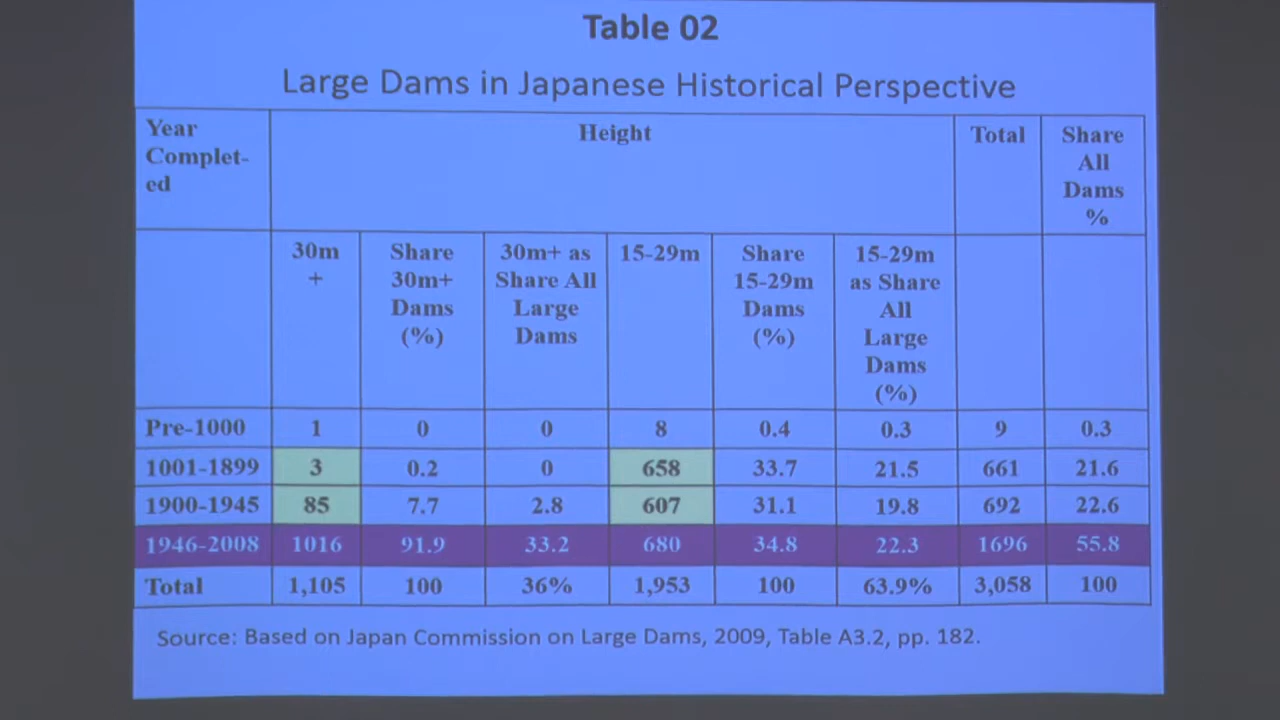 Table 02
Large Dams in Japanese Historical Perspective
Year Complet-ed Height Total Share All Dams %
30m + Share 30m+ Dams (%) 30m+ as Share All Large Dams 15-29m Share 15-29m Dams (%) 15-29m as Share All Large Dams (%)
Pre-1000 1 0 0 8 0.4 0.3 9 0.3
1001-1899 3 0.2 0 658 33.7 21.5 661 21.6
1900-1945 85 7.7 2.8 607 31.1 19.8 692 22.6
1946-2008 1016 91.9 33.2 680 34.8 22.3 1696 55.8
Total 1,105 100 36% 1,953 100 63.9% 3,058 100
Source: Based on Japan Commission on Large Dams, 2009, Table A3.2, pp. 182.